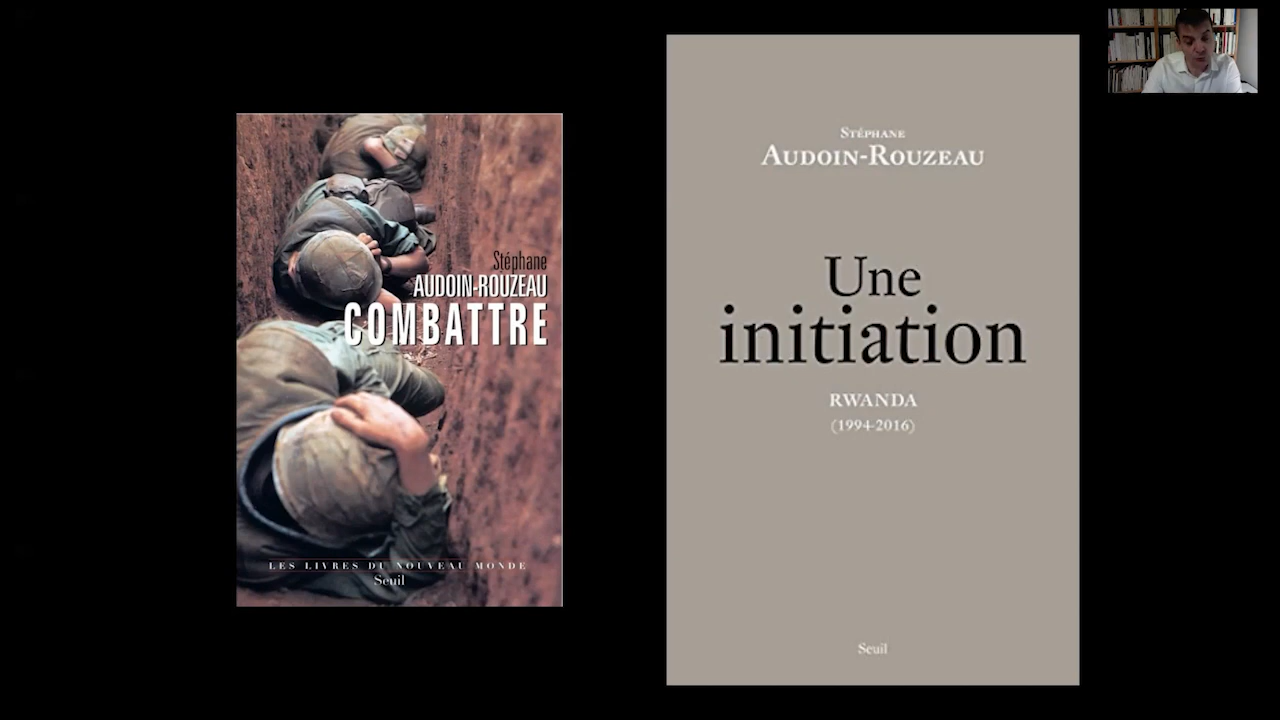 Stéphane
AUDOIN-ROUZEAU
COMBATTRE
LES LIVRES DU NOUVEAU MONDE
Seuil
Stéphane
Audoin-Rouzeau
Une
initiation
RWANDA
(1994-2016)
Seuil